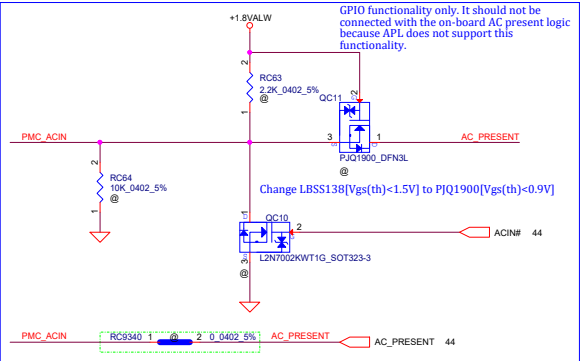 GPIO functionality only. It should not be
connected with the on-board AC present logic
because APL does not support this
functionality.
+1.8VALW
2
RC63
2.2K_0402_5%
@
1
QC11
2
PMC_ACIN
3
1
AC_PRESENT
PJQ1900_DFN3L
@
2
RC64
10K_0402_5%
@
1
Change LBSS138[Vgs(th)<1.5V] to PJQ1900[Vgs(th)<0.9V]
1
QC10
2
ACIN# 44
L2N7002KWT1G_SOT323-3
@
3
PMC_ACIN
RC9340 1 @ 2 0_0402_5%
AC_PRESENT
AC_PRESENT 44